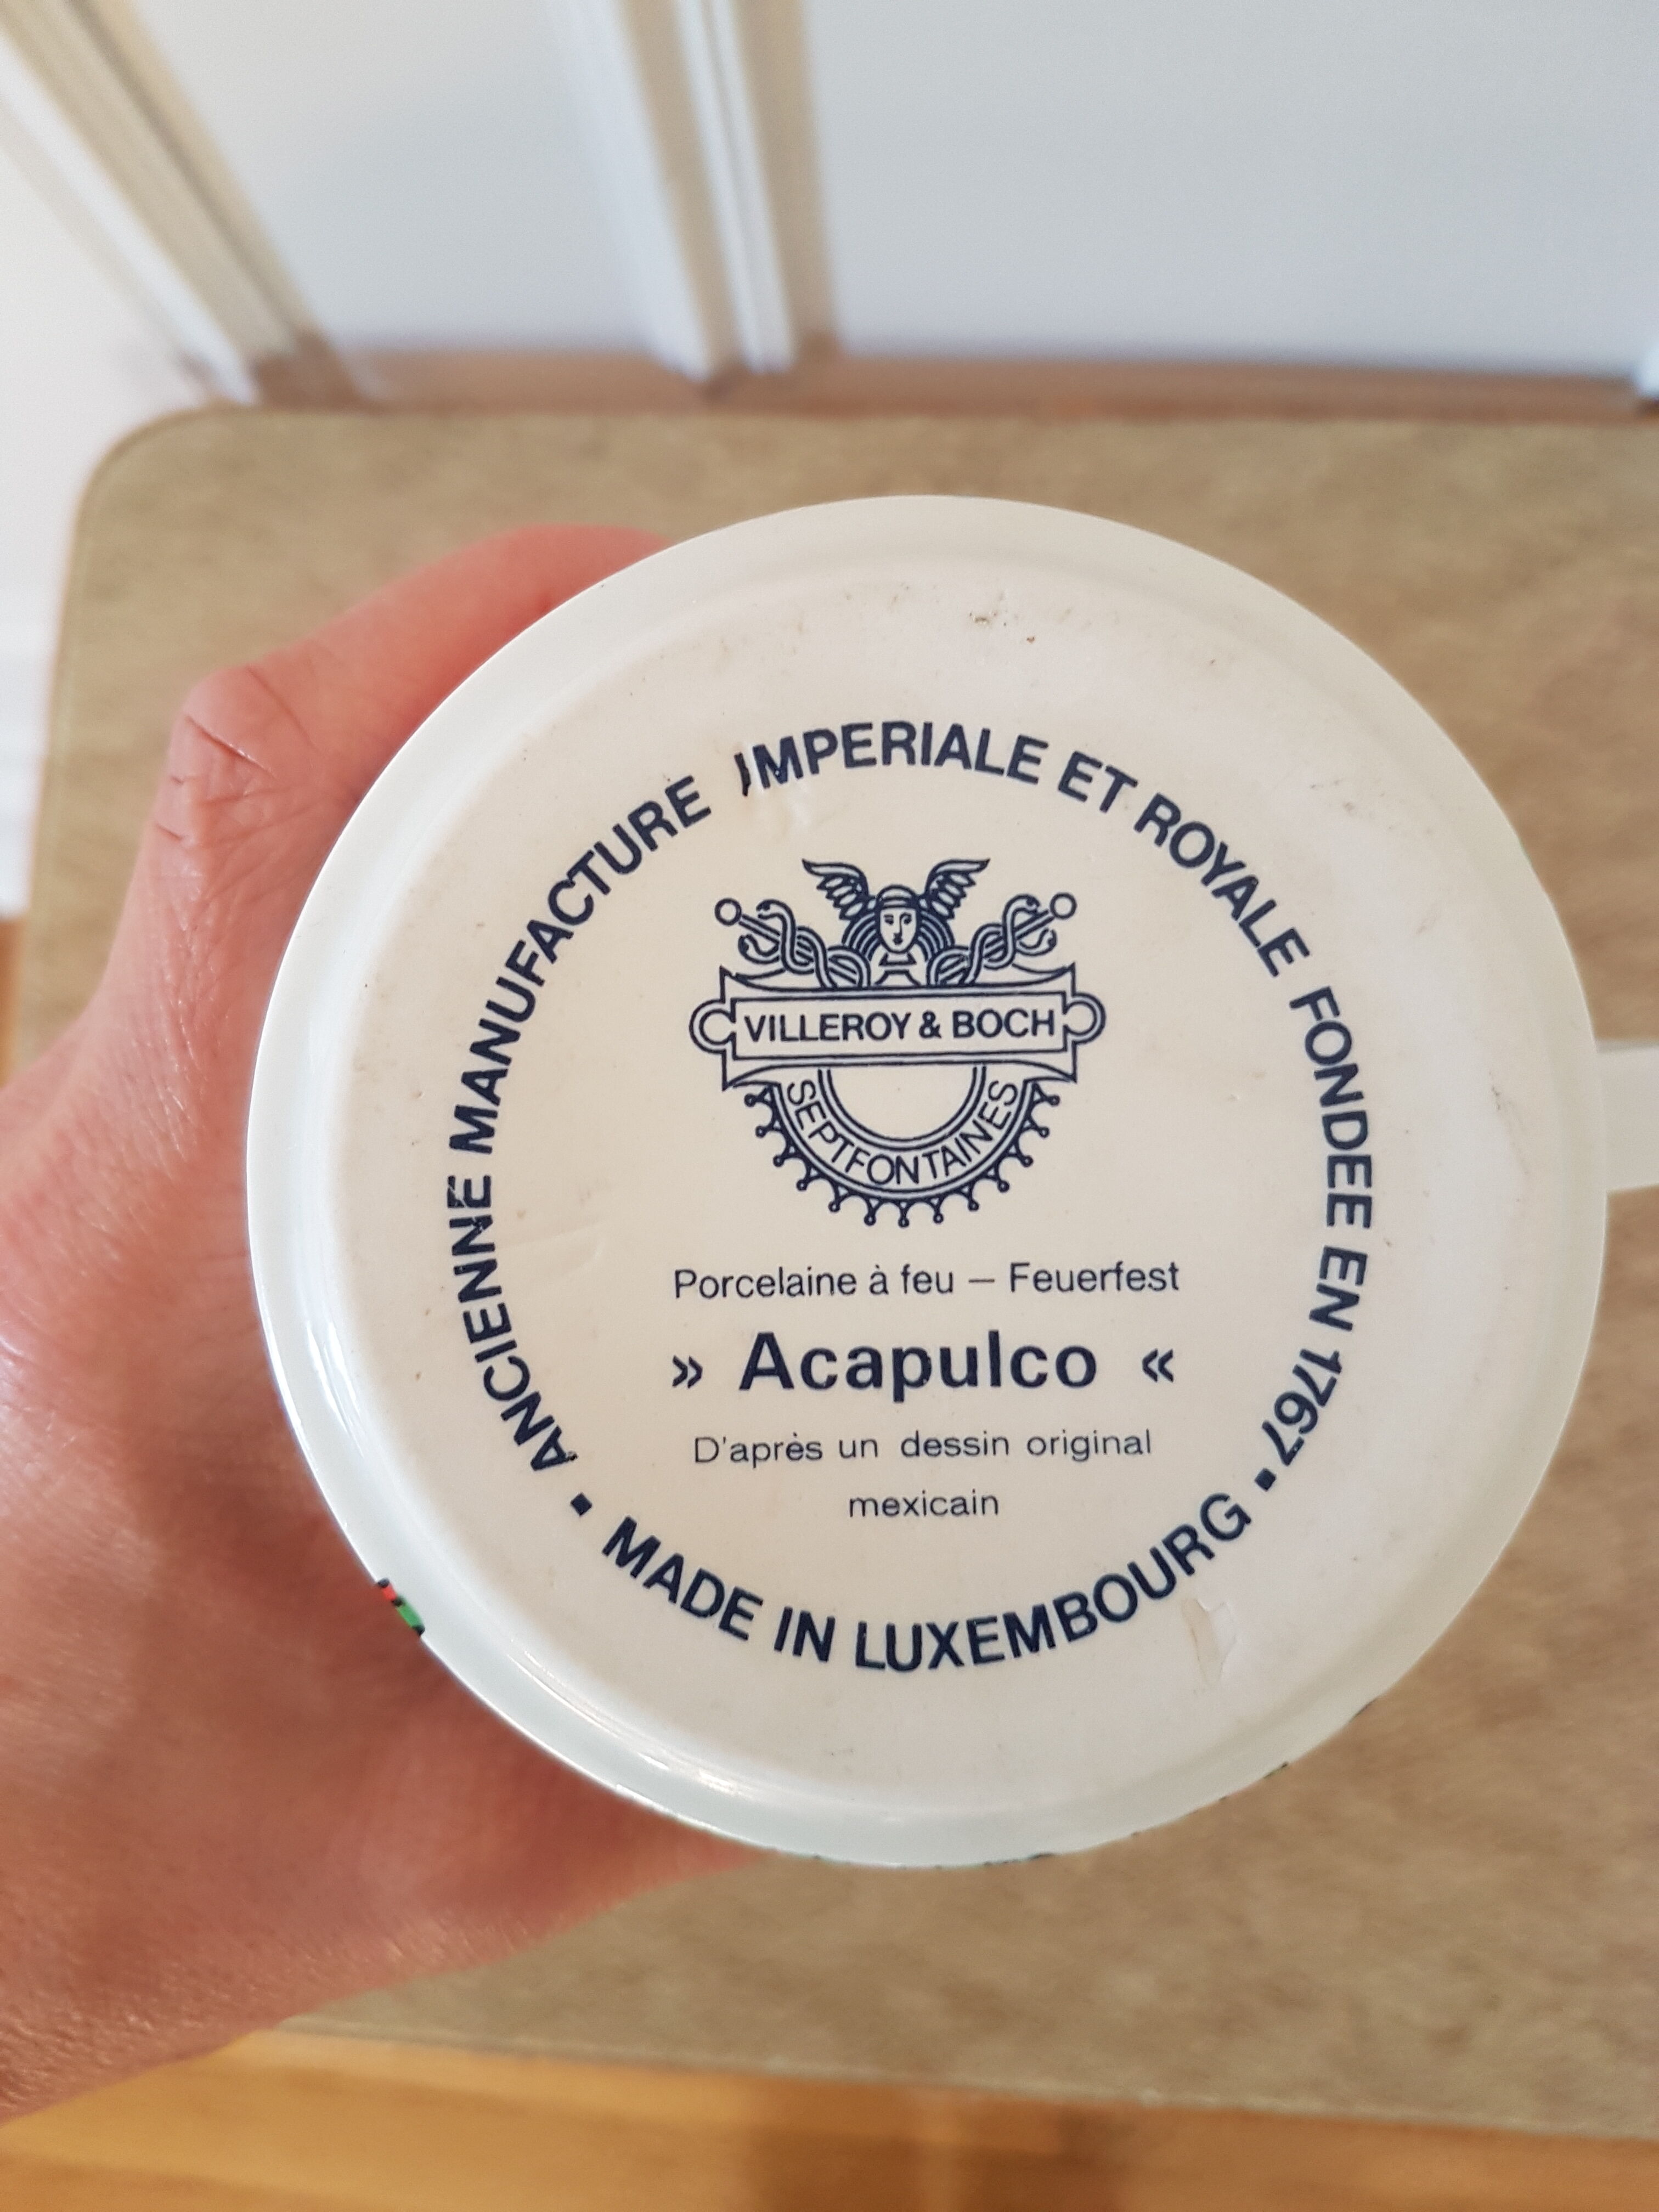 ANCIENNE MANUFACTURE IMPERIALE ET ROYALE FONDEE EN 1767 •
VILLEROY & BOCH
SEPTFONTAINES
Porcelaine à feu – Feuerfest
» Acapulco «
D'après un dessin original
mexicain
MADE IN LUXEMBOURG •